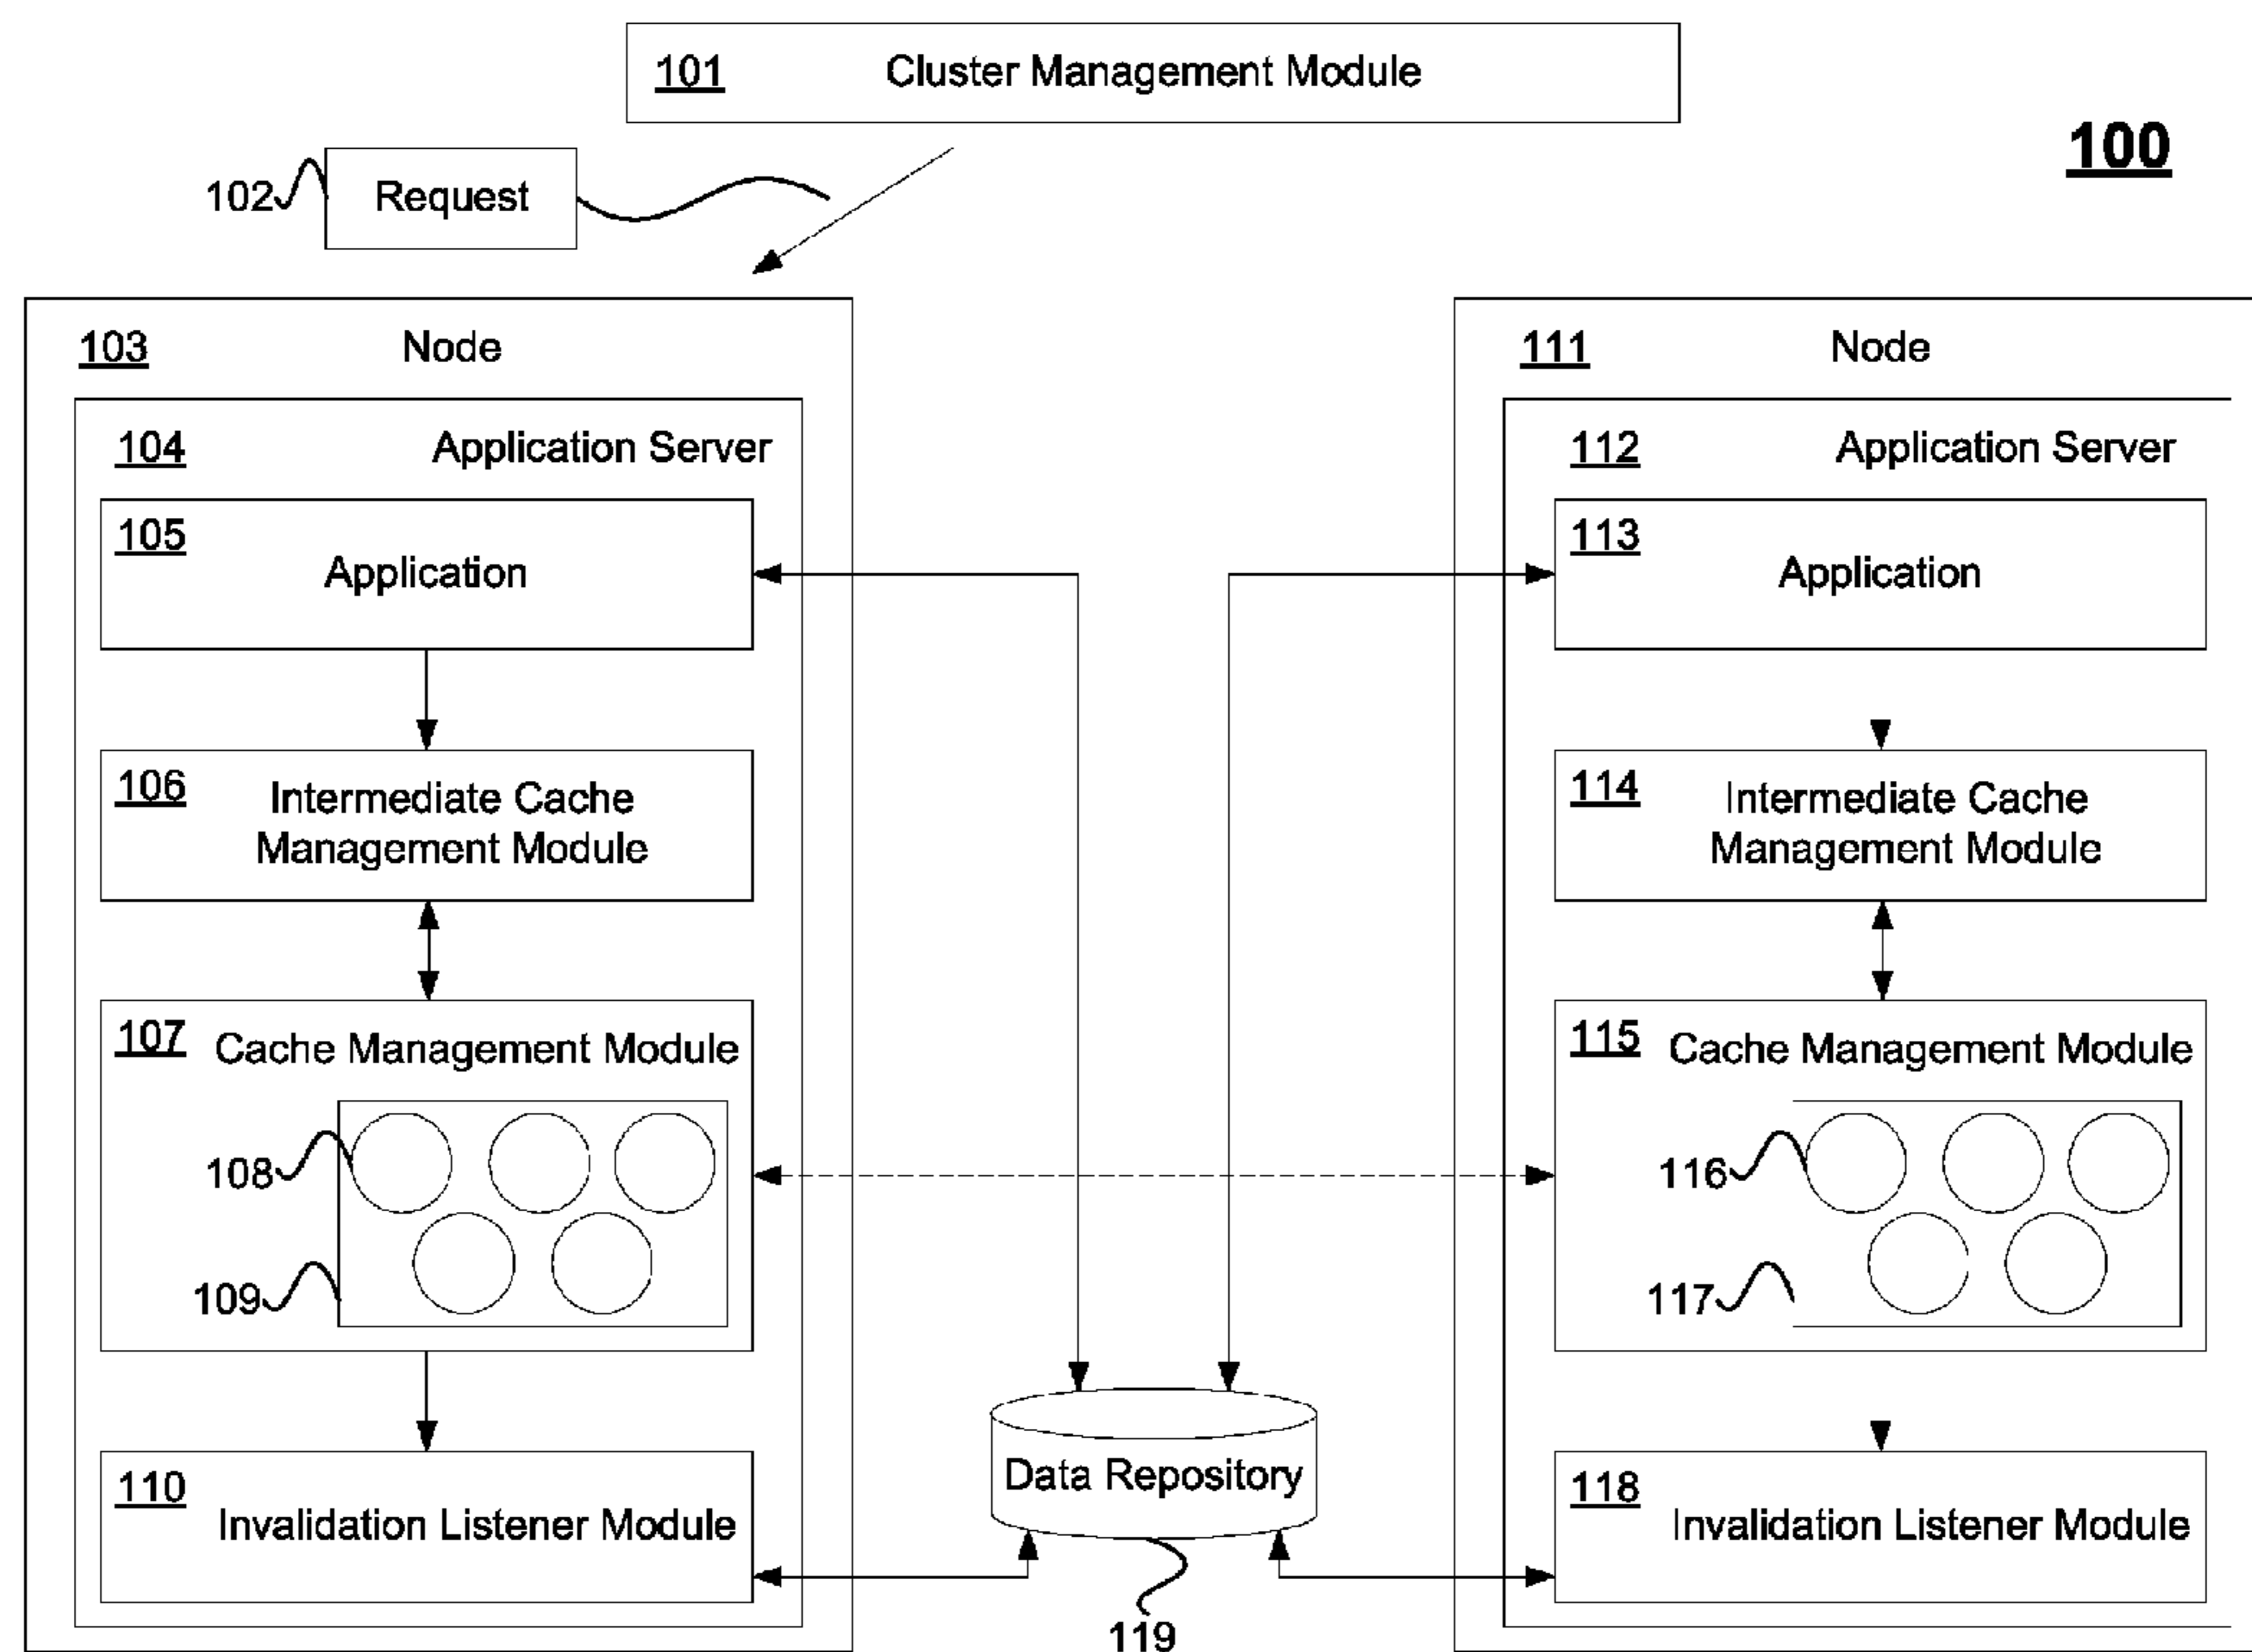 101 Cluster Management Module
100
102 Request
103 Node
111 Node
104 Application Server
112 Application Server
105
Application
113
Application
106 Intermediate Cache
Management Module
114 Intermediate Cache
Management Module
107 Cache Management Module
115 Cache Management Module
108
116
109
117
Data Repository
110
Invalidation Listener Module
118
Invalidation Listener Module
119